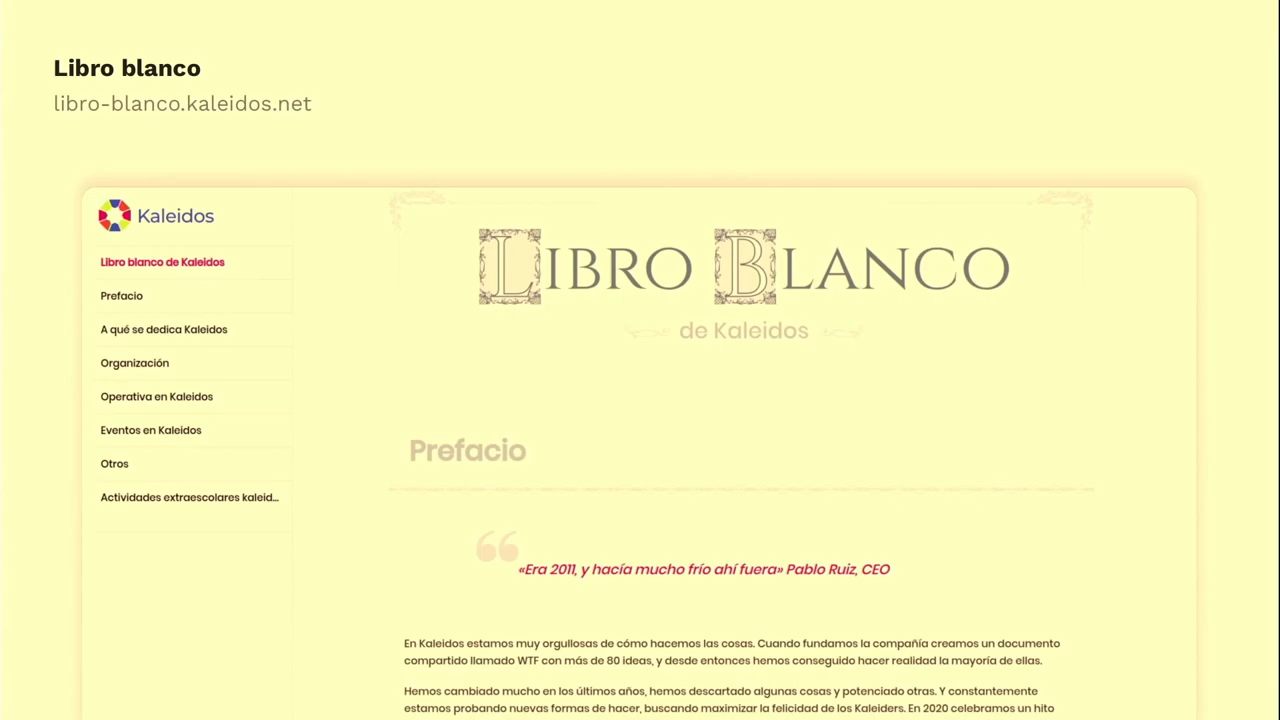 Libro blanco
libro-blanco.kaleidos.net
Kaleidos
Libro blanco de Kaleidos
Prefacio
A qué se dedica Kaleidos
Organización
Operativa en Kaleidos
Eventos en Kaleidos
Otros
Actividades extraescolares kaleid...
LIBRO BLANCO
de Kaleidos
Prefacio
“
«Era 2011, y hacía mucho frío ahí fuera» Pablo Ruiz, CEO
En Kaleidos estamos muy orgullosas de cómo hacemos las cosas. Cuando fundamos la compañía creamos un documento
compartido llamado WTF con más de 80 ideas, y desde entonces hemos conseguido hacer realidad la mayoría de ellas.
Hemos cambiado mucho en los últimos años, hemos descartado algunas cosas y potenciado otras. Y constantemente
estamos probando nuevas formas de hacer, buscando maximizar la felicidad de los Kaleiders. En 2020 celebramos un hito